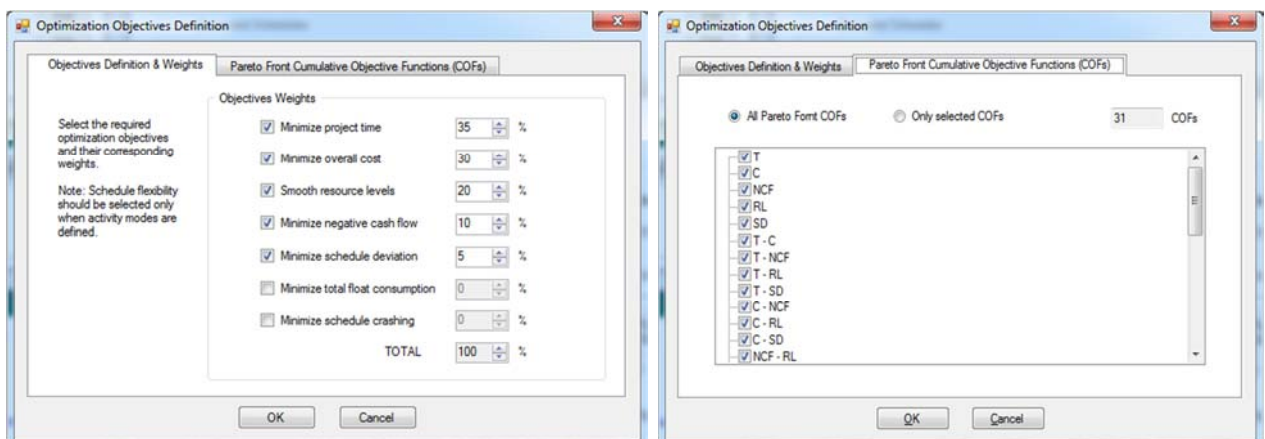 Optimization Objectives Definition
Objectives Definition & Weights
Pareto Front Cumulative Objective Functions (COFs)
Select the required
optimization objectives
and their corresponding
weights.
Note: Schedule flexibility
should be selected only
when activity modes are
defined.
Objectives Weights
Minimize project time 35 %
Minimize overall cost 30 %
Smooth resource levels 20 %
Minimize negative cash flow 10 %
Minimize schedule deviation 5 %
Minimize total float consumption 0 %
Minimize schedule crashing 0 %
TOTAL 100 %
OK Cancel
Optimization Objectives Definition
Objectives Definition & Weights
Pareto Front Cumulative Objective Functions (COFs)
All Pareto Fornt COFs Only selected COFs 31 COFs
T
C
NCF
RL
SD
T - C
T - NCF
T - RL
T - SD
C - NCF
C - RL
C - SD
NCF - RL
OK Cancel